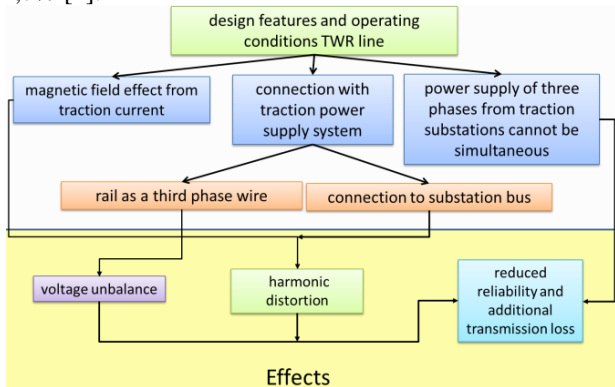 design features and operating
conditions TWR line
magnetic field effect from
traction current
connection with
traction power
supply system
power supply of three
phases from traction
substations cannot be
simultaneous
rail as a third phase wire
connection to substation bus
voltage unbalance
harmonic
distortion
reduced
reliability and
additional
transmission loss
Effects